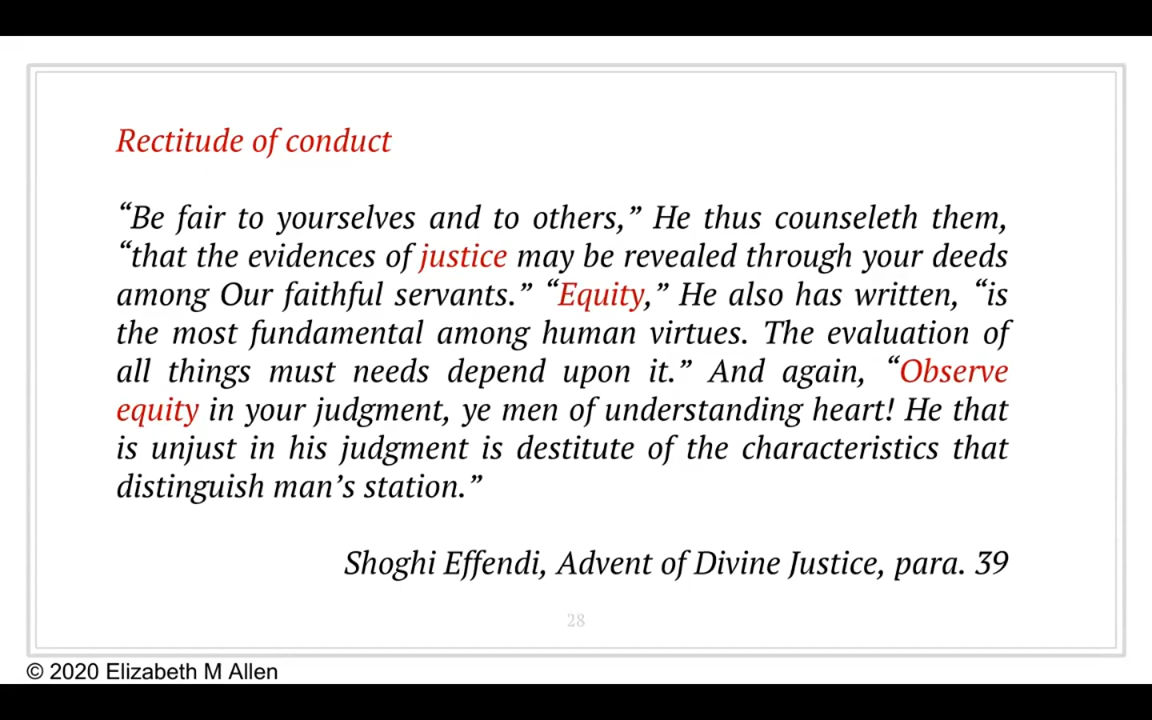 Rectitude of conduct
“Be fair to yourselves and to others,” He thus counseleth them,
“that the evidences of justice may be revealed through your deeds
among Our faithful servants.” “Equity,” He also has written, “is
the most fundamental among human virtues. The evaluation of
all things must needs depend upon it.” And again, “Observe
equity in your judgment, ye men of understanding heart! He that
is unjust in his judgment is destitute of the characteristics that
distinguish man’s station.”
Shoghi Effendi, Advent of Divine Justice, para. 39
28
© 2020 Elizabeth M Allen